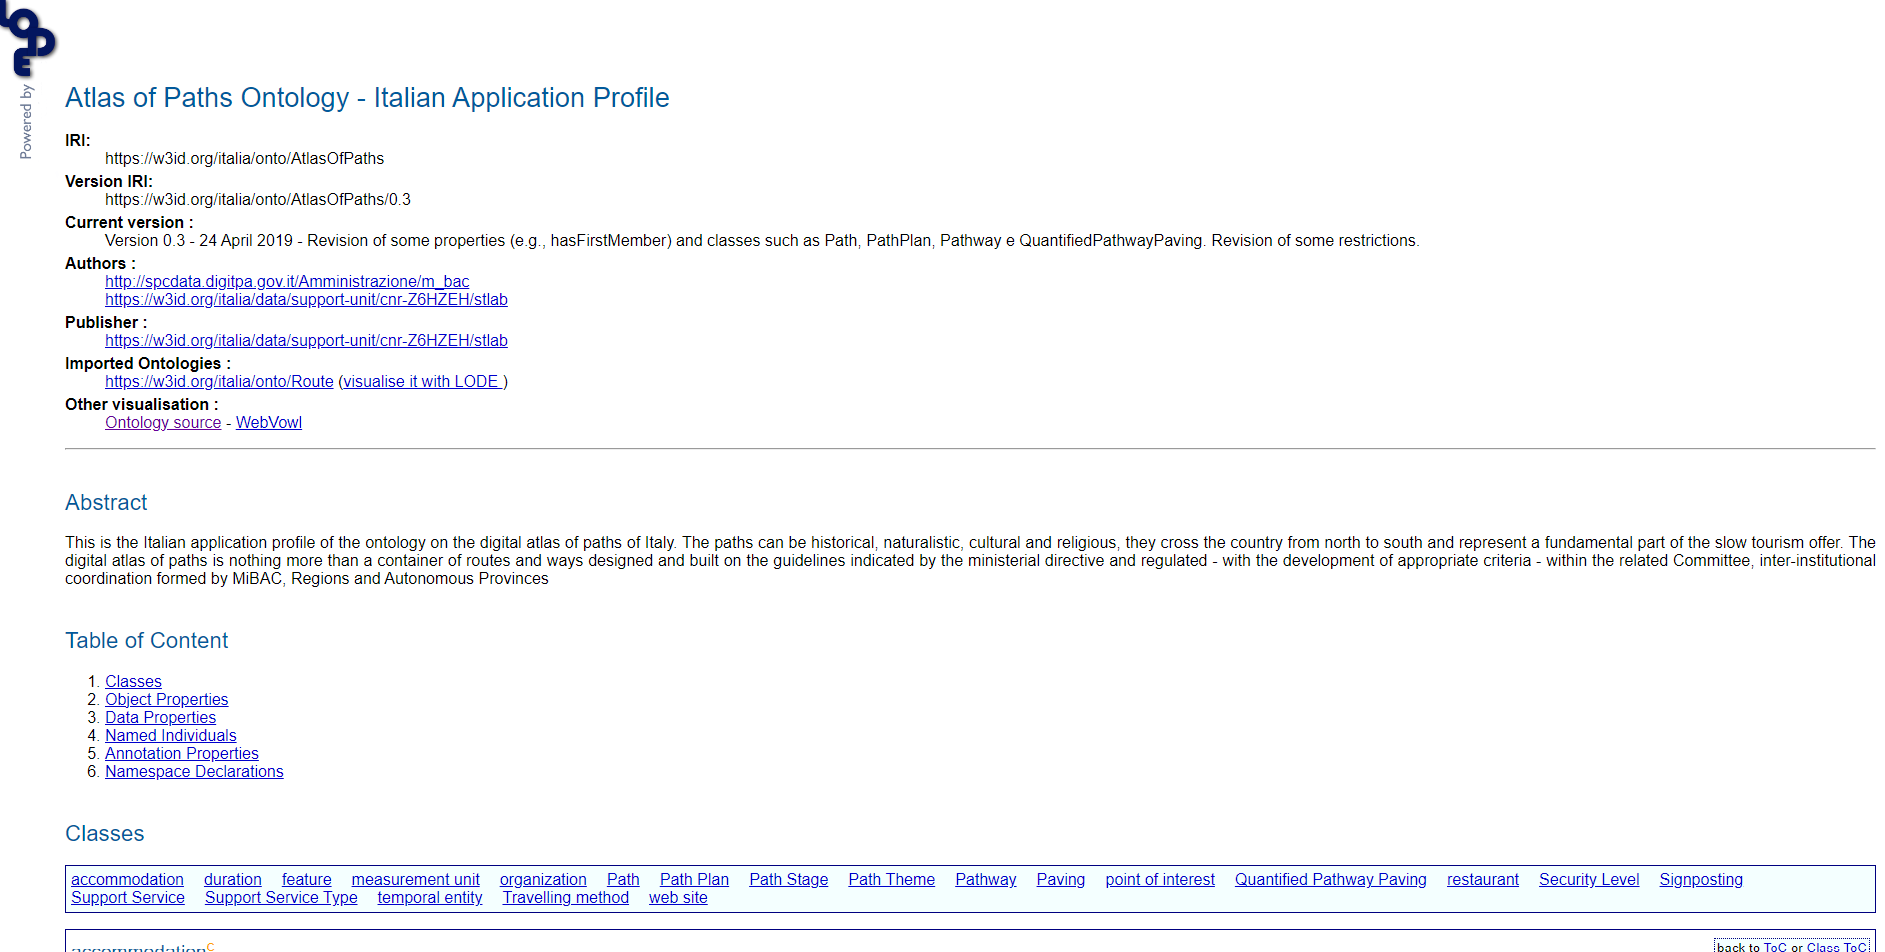 LODE
Powered by
Atlas of Paths Ontology - Italian Application Profile
IRI:
https://w3id.org/italia/onto/AtlasOfPaths
Version IRI:
https://w3id.org/italia/onto/AtlasOfPaths/0.3
Current version :
Version 0.3 - 24 April 2019 - Revision of some properties (e.g., hasFirstMember) and classes such as Path, PathPlan, Pathway e QuantifiedPathwayPaving. Revision of some restrictions.
Authors :
http://spcdata.digitpa.gov.it/Amministrazione/m_bac
https://w3id.org/italia/data/support-unit/cnr-Z6HZEH/stlab
Publisher :
https://w3id.org/italia/data/support-unit/cnr-Z6HZEH/stlab
Imported Ontologies :
https://w3id.org/italia/onto/Route (visualise it with LODE )
Other visualisation :
Ontology source - WebVowl
Abstract
This is the Italian application profile of the ontology on the digital atlas of paths of Italy. The paths can be historical, naturalistic, cultural and religious, they cross the country from north to south and represent a fundamental part of the slow tourism offer. The
digital atlas of paths is nothing more than a container of routes and ways designed and built on the guidelines indicated by the ministerial directive and regulated - with the development of appropriate criteria - within the related Committee, inter-institutional
coordination formed by MiBAC, Regions and Autonomous Provinces
Table of Content
1. Classes
2. Object Properties
3. Data Properties
4. Named Individuals
5. Annotation Properties
6. Namespace Declarations
Classes
accommodation duration feature measurement unit organization Path Path Plan Path Stage Path Theme Pathway Paving point of interest Quantified Pathway Paving restaurant Security Level Signposting
Support Service Support Service Type temporal entity Travelling method web site
accommodation c
back to ToC or Class ToC